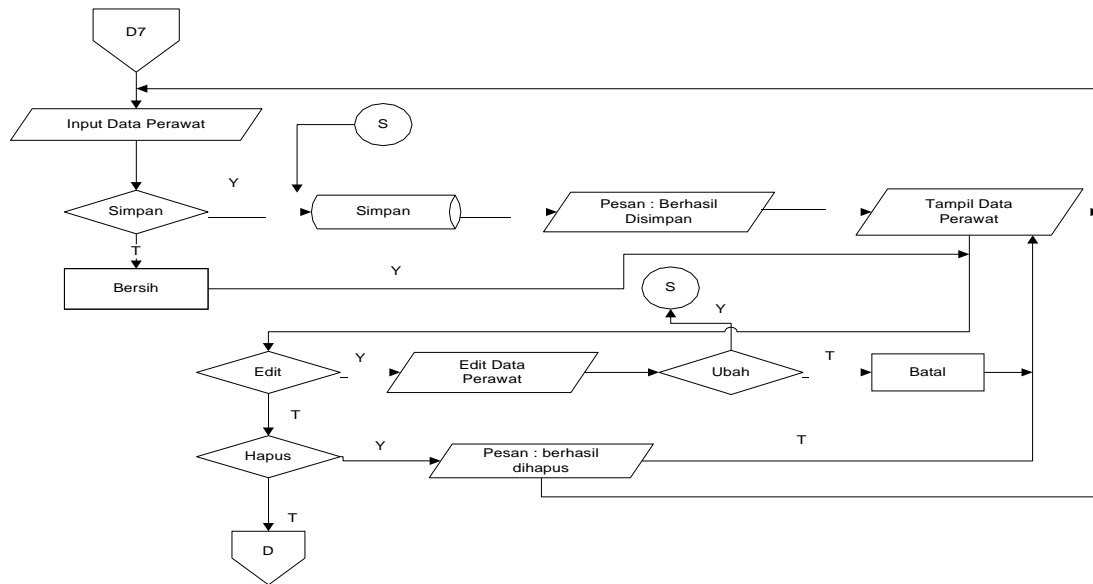 D7
Input Data Perawat
S
Y
Simpan
Simpan
Pesan : Berhasil
Disimpan
Tampil Data
Perawat
T
Bersih
Y
S
Y
Edit
Y
Edit Data
Perawat
Ubah
T
Batal
T
Hapus
Y
Pesan : berhasil
dihapus
T
T
D